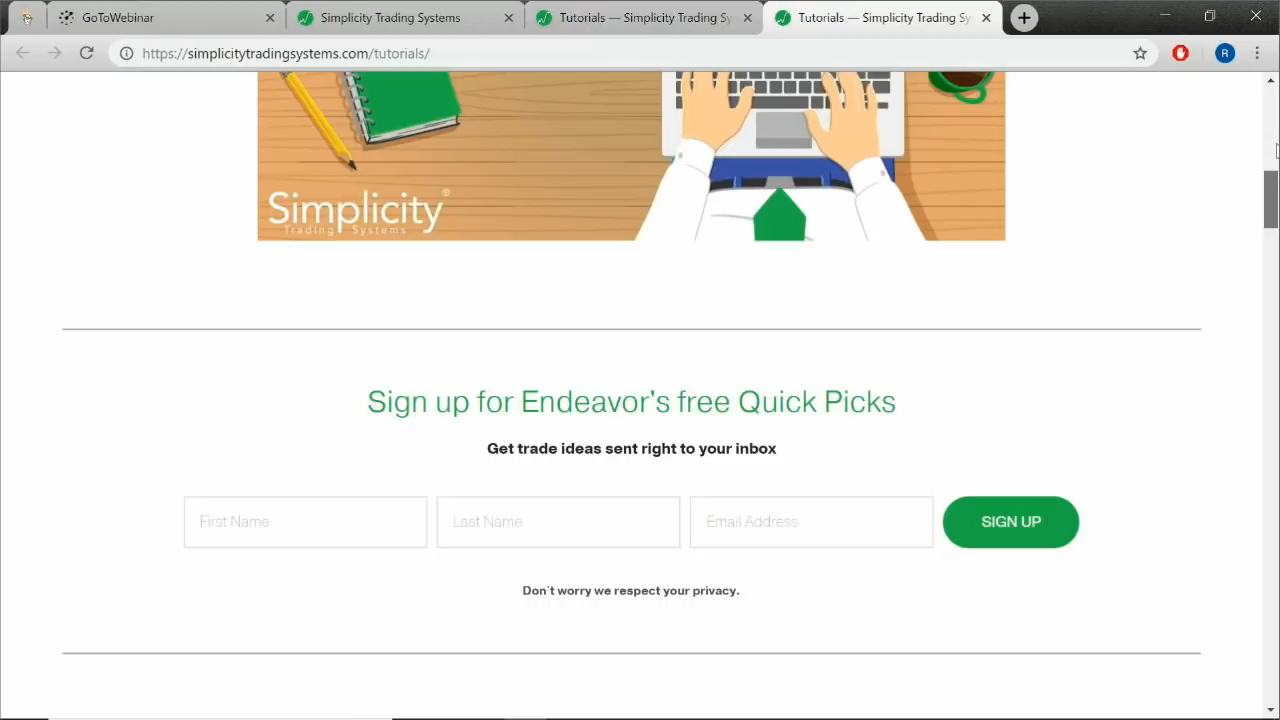 GoToWebinar
Simplicity Trading Systems
Tutorials — Simplicity Trading Sy
Tutorials — Simplicity Trading Sy
https://simplicitytradingsystems.com/tutorials/
R
Simplicity®
Trading Systems
Sign up for Endeavor's free Quick Picks
Get trade ideas sent right to your inbox
First Name
Last Name
Email Address
SIGN UP
Don't worry we respect your privacy.